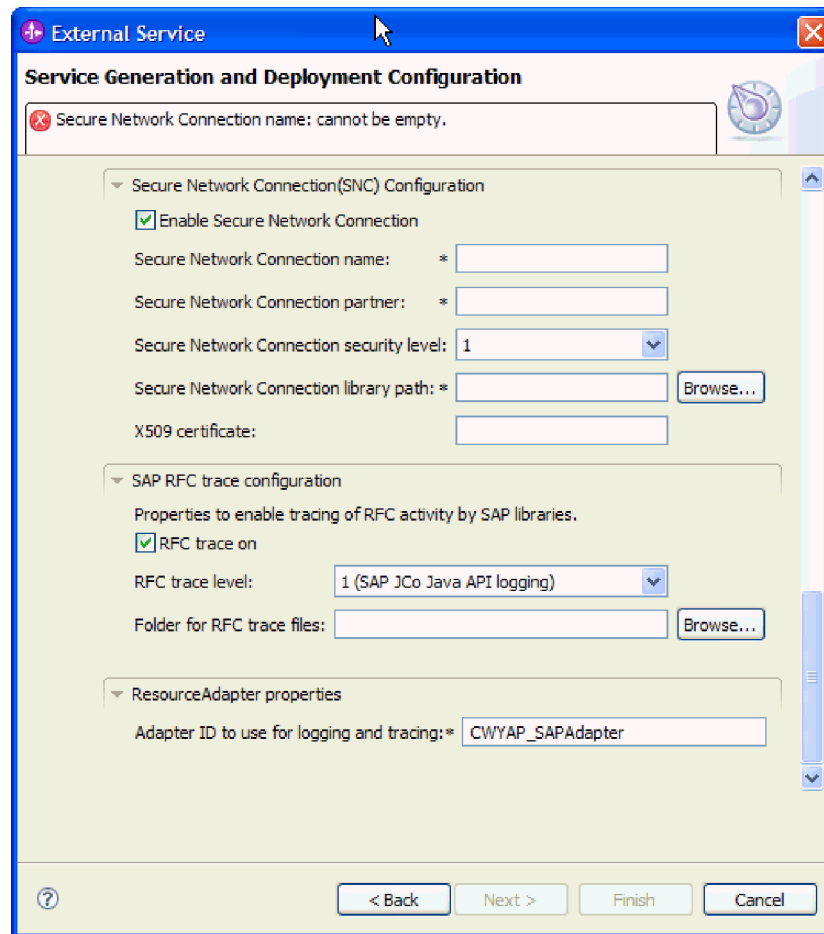 External Service
Service Generation and Deployment Configuration
Secure Network Connection name: cannot be empty.
Secure Network Connection(SNC) Configuration
Enable Secure Network Connection
Secure Network Connection name: *
Secure Network Connection partner: *
Secure Network Connection security level: 1
Secure Network Connection library path: * Browse...
X509 certificate:
SAP RFC trace configuration
Properties to enable tracing of RFC activity by SAP libraries.
RFC trace on
RFC trace level: 1 (SAP JCo Java API logging)
Folder for RFC trace files: Browse...
ResourceAdapter properties
Adapter ID to use for logging and tracing:* CWYAP_SAPAdapter
? < Back Next > Finish Cancel